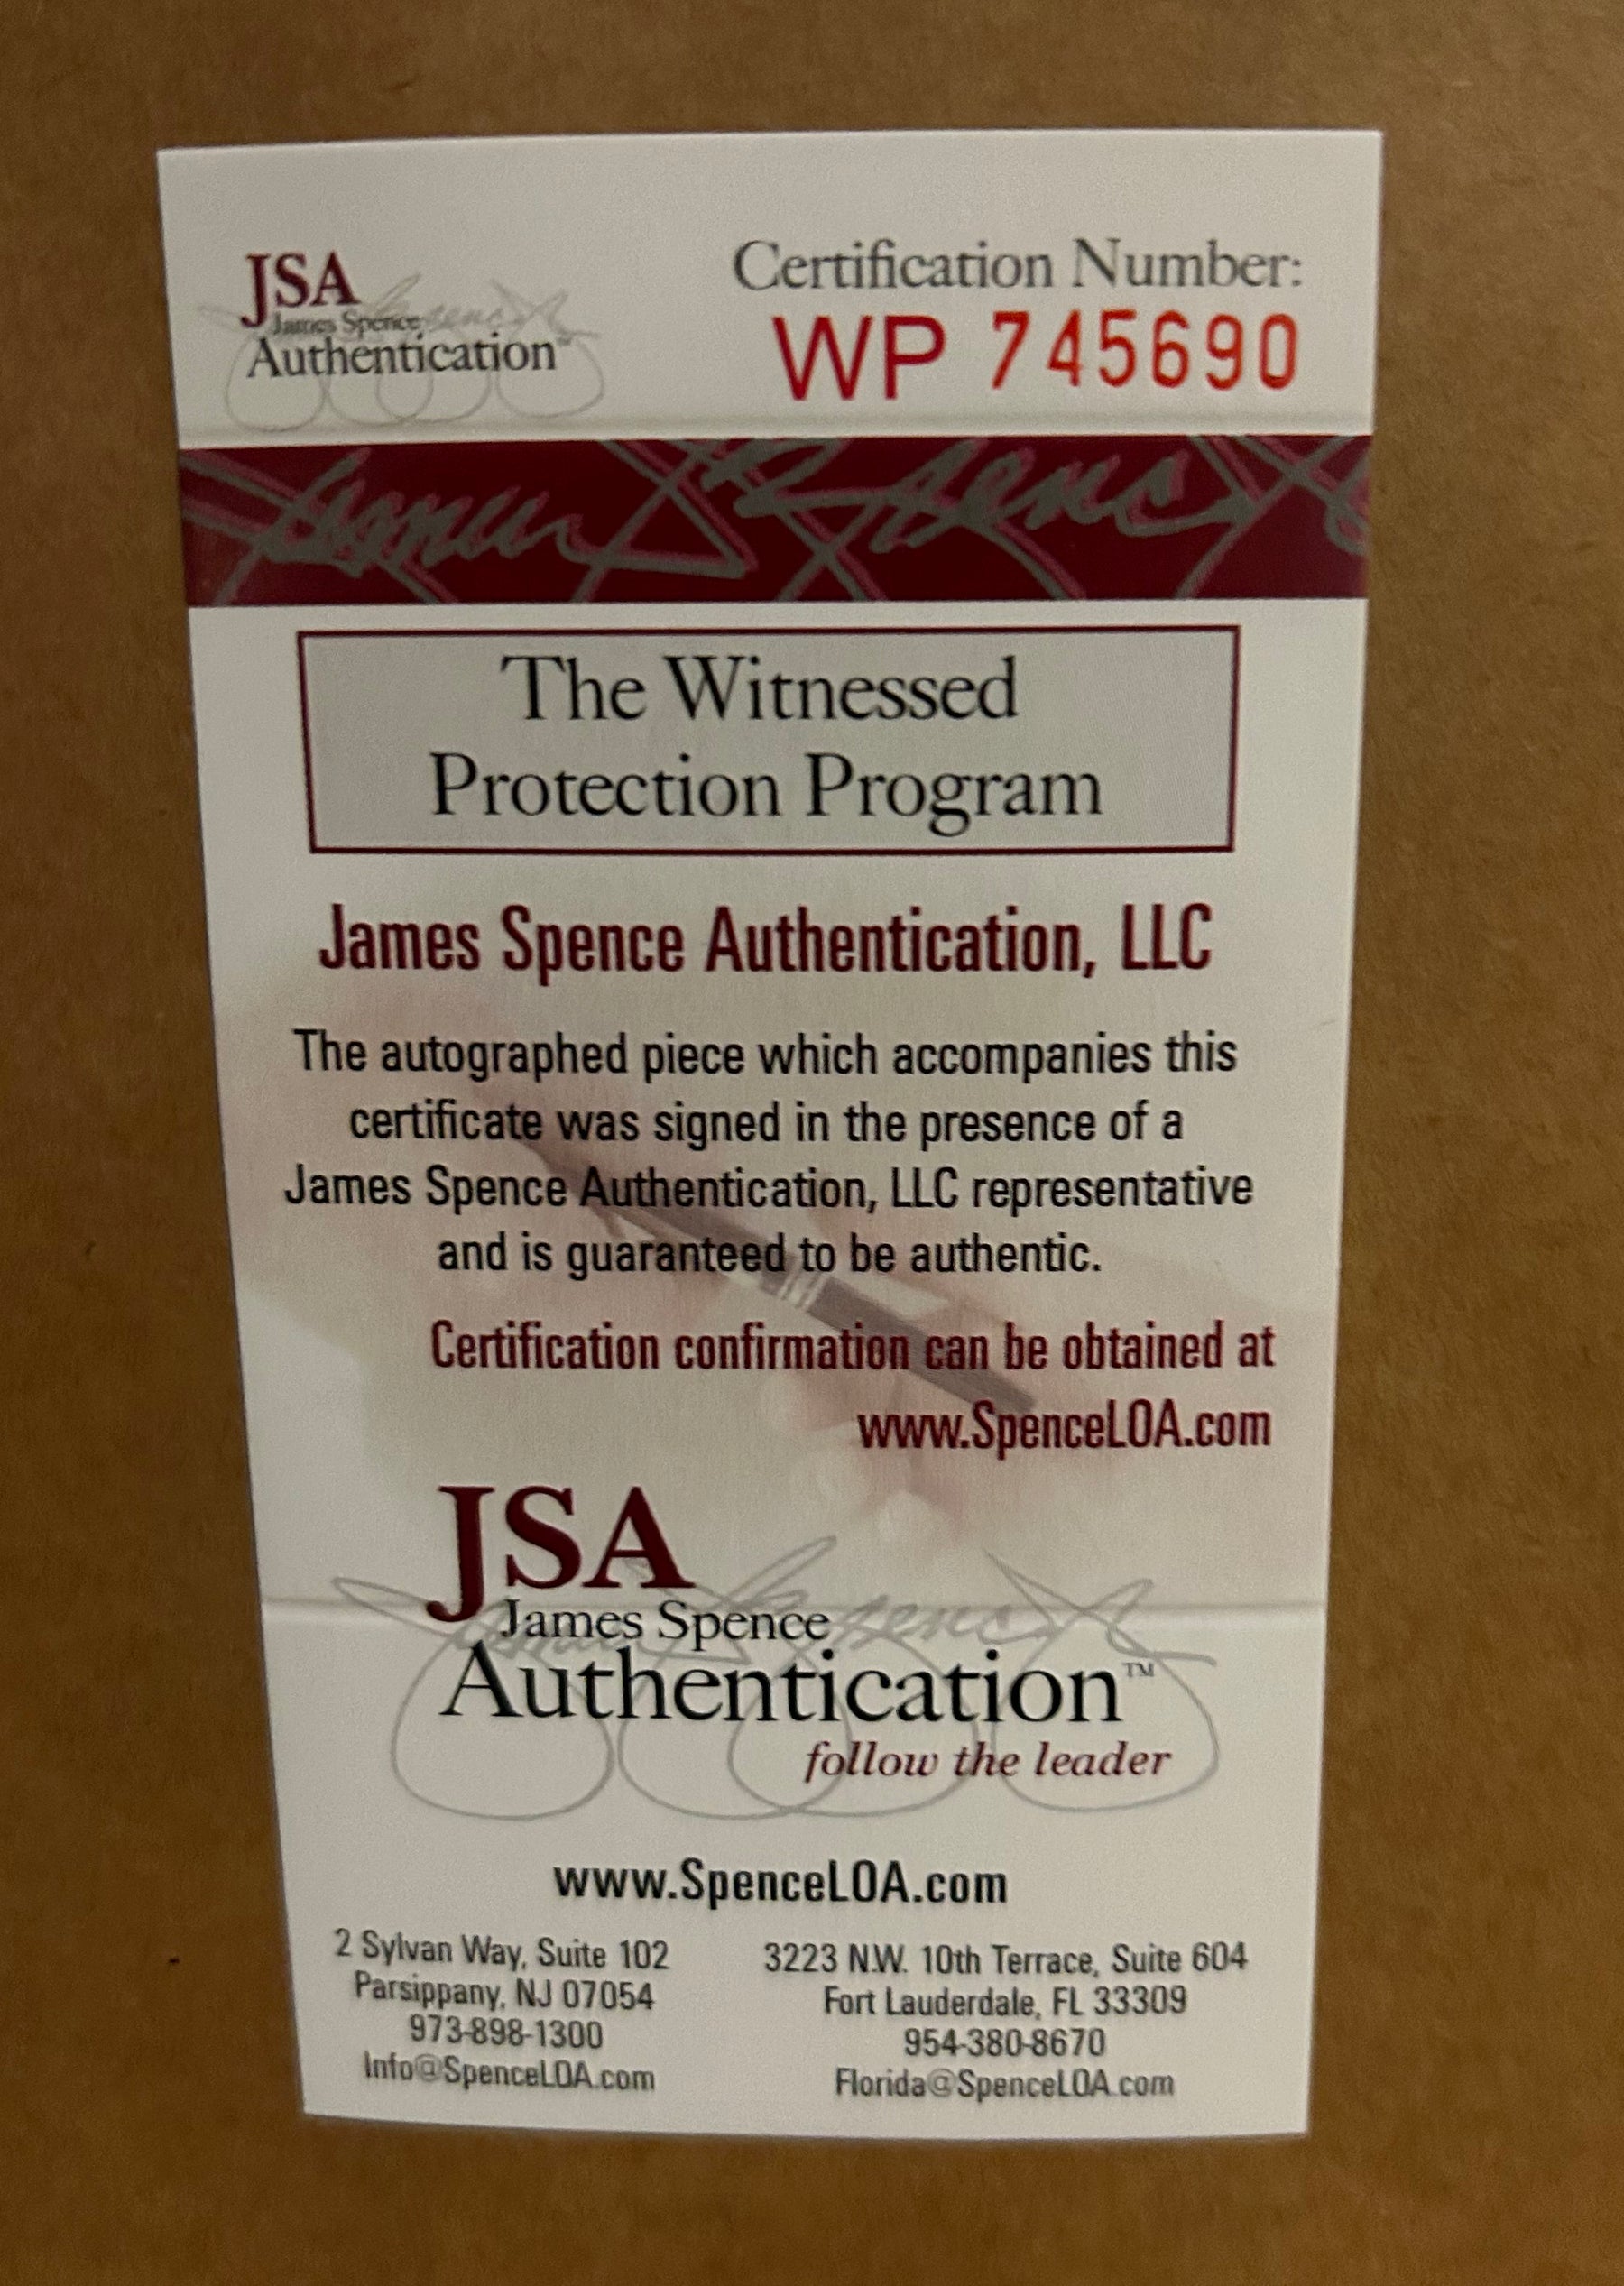 JSA
James Spence
Authentication™
Certification Number:
WP 745690
James Spence
The Witnessed
Protection Program
James Spence Authentication, LLC
The autographed piece which accompanies this
certificate was signed in the presence of a
James Spence Authentication, LLC representative
and is guaranteed to be authentic.
Certification confirmation can be obtained at
www.SpenceLOA.com
JSA
James Spence
Authentication™
follow the leader
www.SpenceLOA.com
2 Sylvan Way, Suite 102
Parsippany, NJ 07054
973-898-1300
Info@SpenceLOA.com
3223 N.W. 10th Terrace, Suite 604
Fort Lauderdale, FL 33309
954-380-8670
Florida@SpenceLOA.com